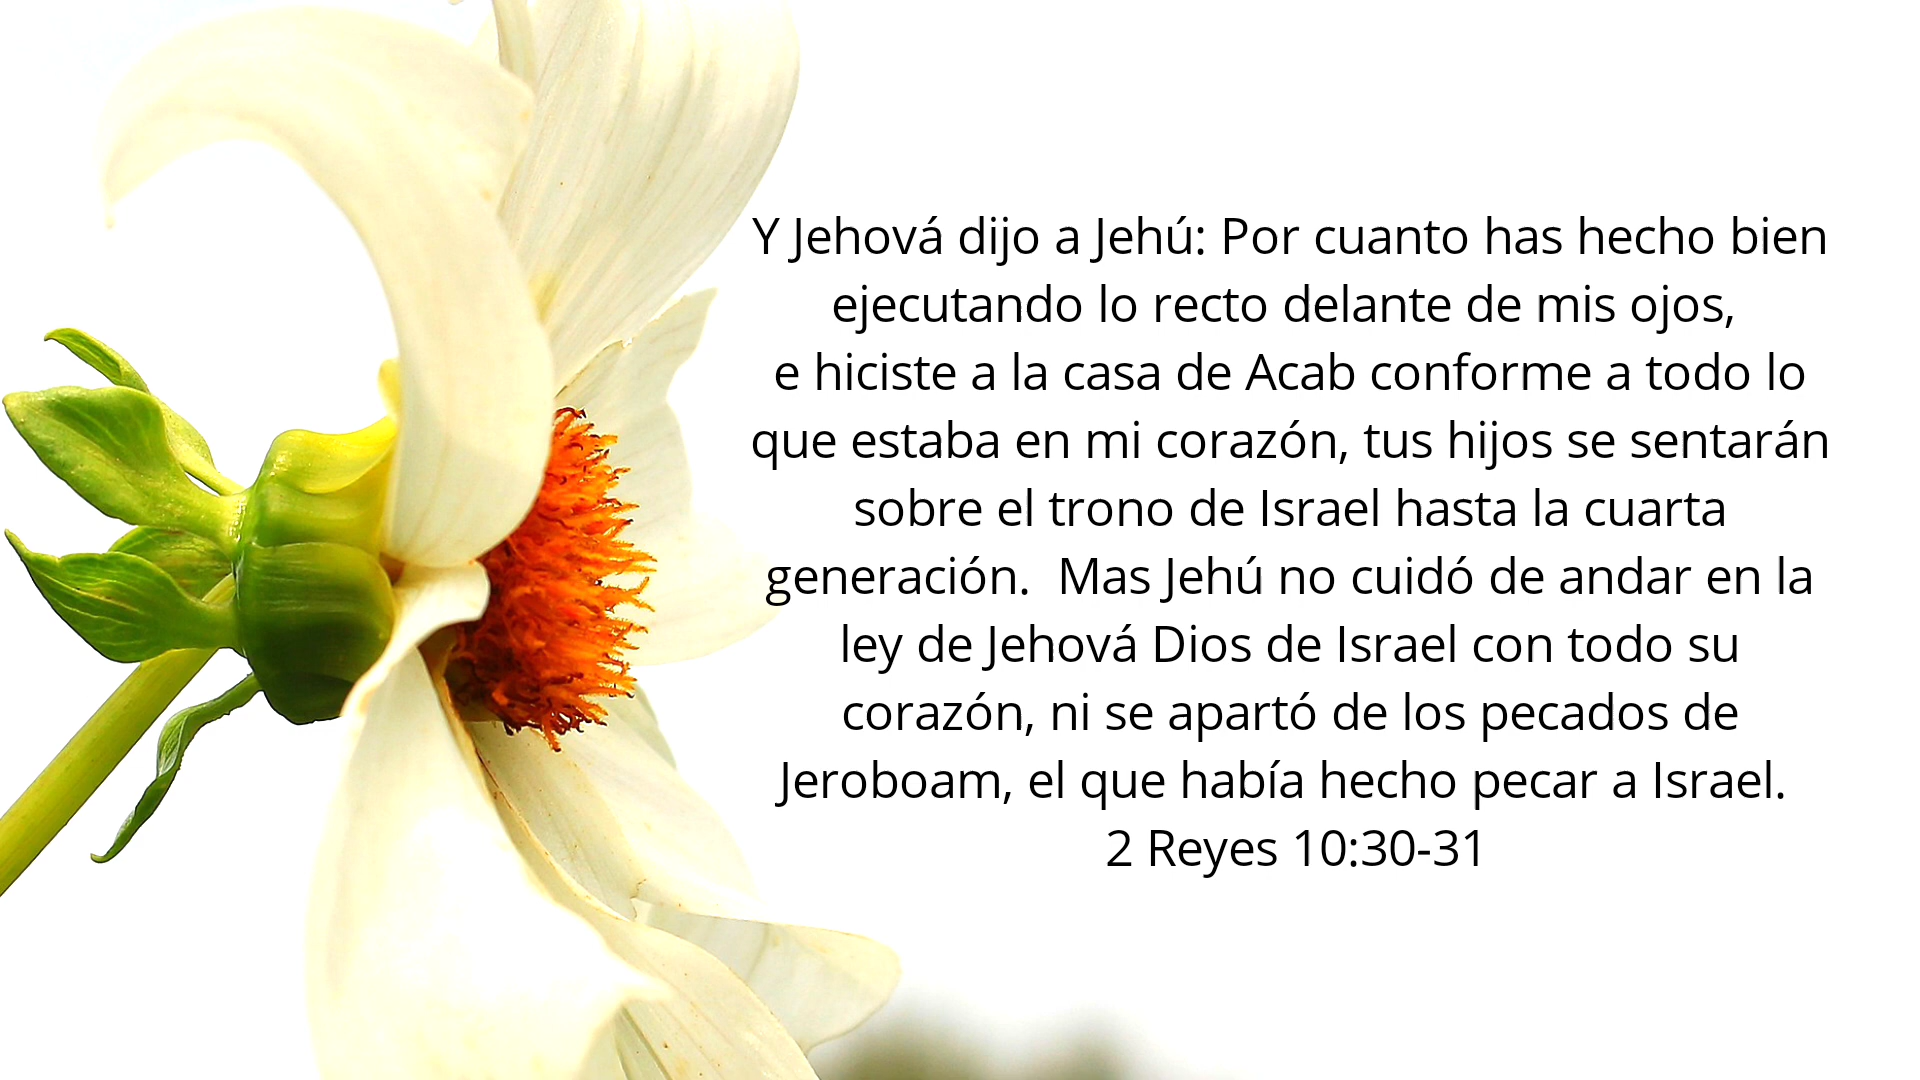 Y Jehová dijo a Jehú: Por cuanto has hecho bien
ejecutando lo recto delante de mis ojos,
e hiciste a la casa de Acab conforme a todo lo
que estaba en mi corazón, tus hijos se sentarán
sobre el trono de Israel hasta la cuarta
generación.  Mas Jehú no cuidó de andar en la
ley de Jehová Dios de Israel con todo su
corazón, ni se apartó de los pecados de
Jeroboam, el que había hecho pecar a Israel.
2 Reyes 10:30-31